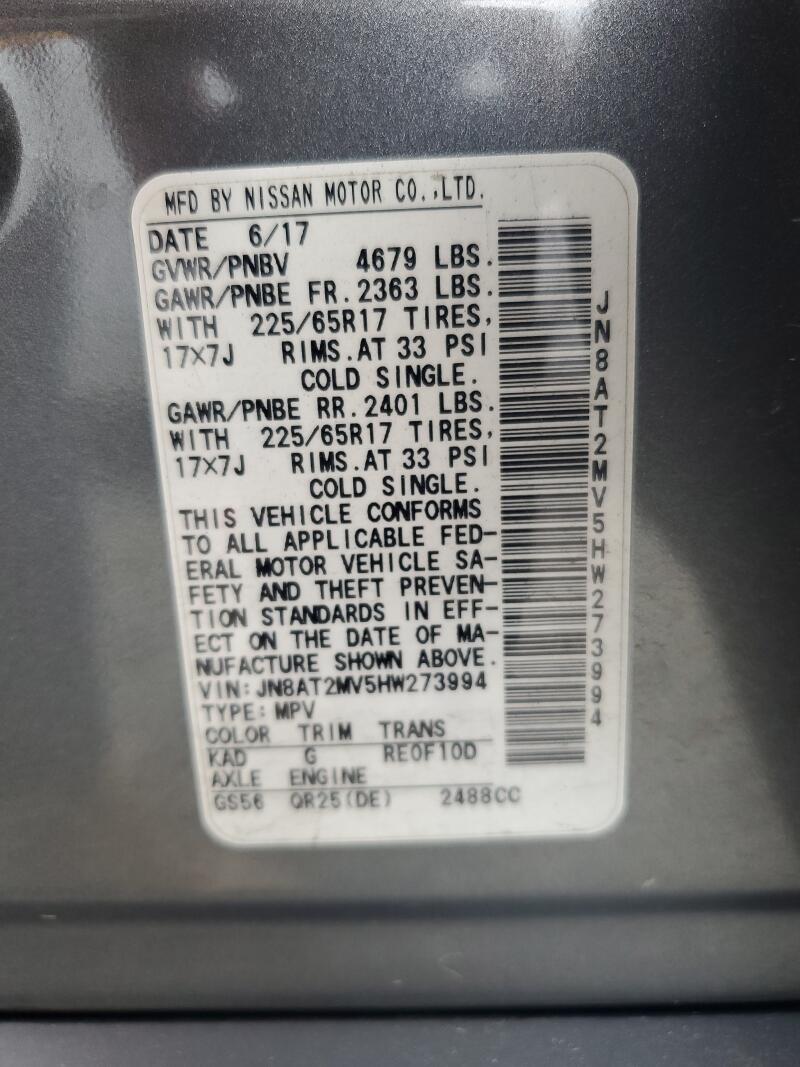 MFD BY NISSAN MOTOR CO.,LTD.
DATE 6/17
GVWR/PNBV 4679 LBS.
GAWR/PNBE FR. 2363 LBS.
WITH 225/65R17 TIRES,
17X7J RIMS.AT 33 PSI
COLD SINGLE.
GAWR/PNBE RR. 2401 LBS.
WITH 225/65R17 TIRES,
17X7J RIMS.AT 33 PSI
COLD SINGLE.
THIS VEHICLE CONFORMS
TO ALL APPLICABLE FED-
ERAL MOTOR VEHICLE SA-
FETY AND THEFT PREVEN-
TION STANDARDS IN EFF-
ECT ON THE DATE OF MA-
NUFACTURE SHOWN ABOVE.
VIN: JN8AT2MV5HW273994
TYPE: MPV
COLOR TRIM TRANS
KAD G RE0F10D
AXLE ENGINE
GS56 QR25(DE) 2488CC
JN8AT2MV5HW273994